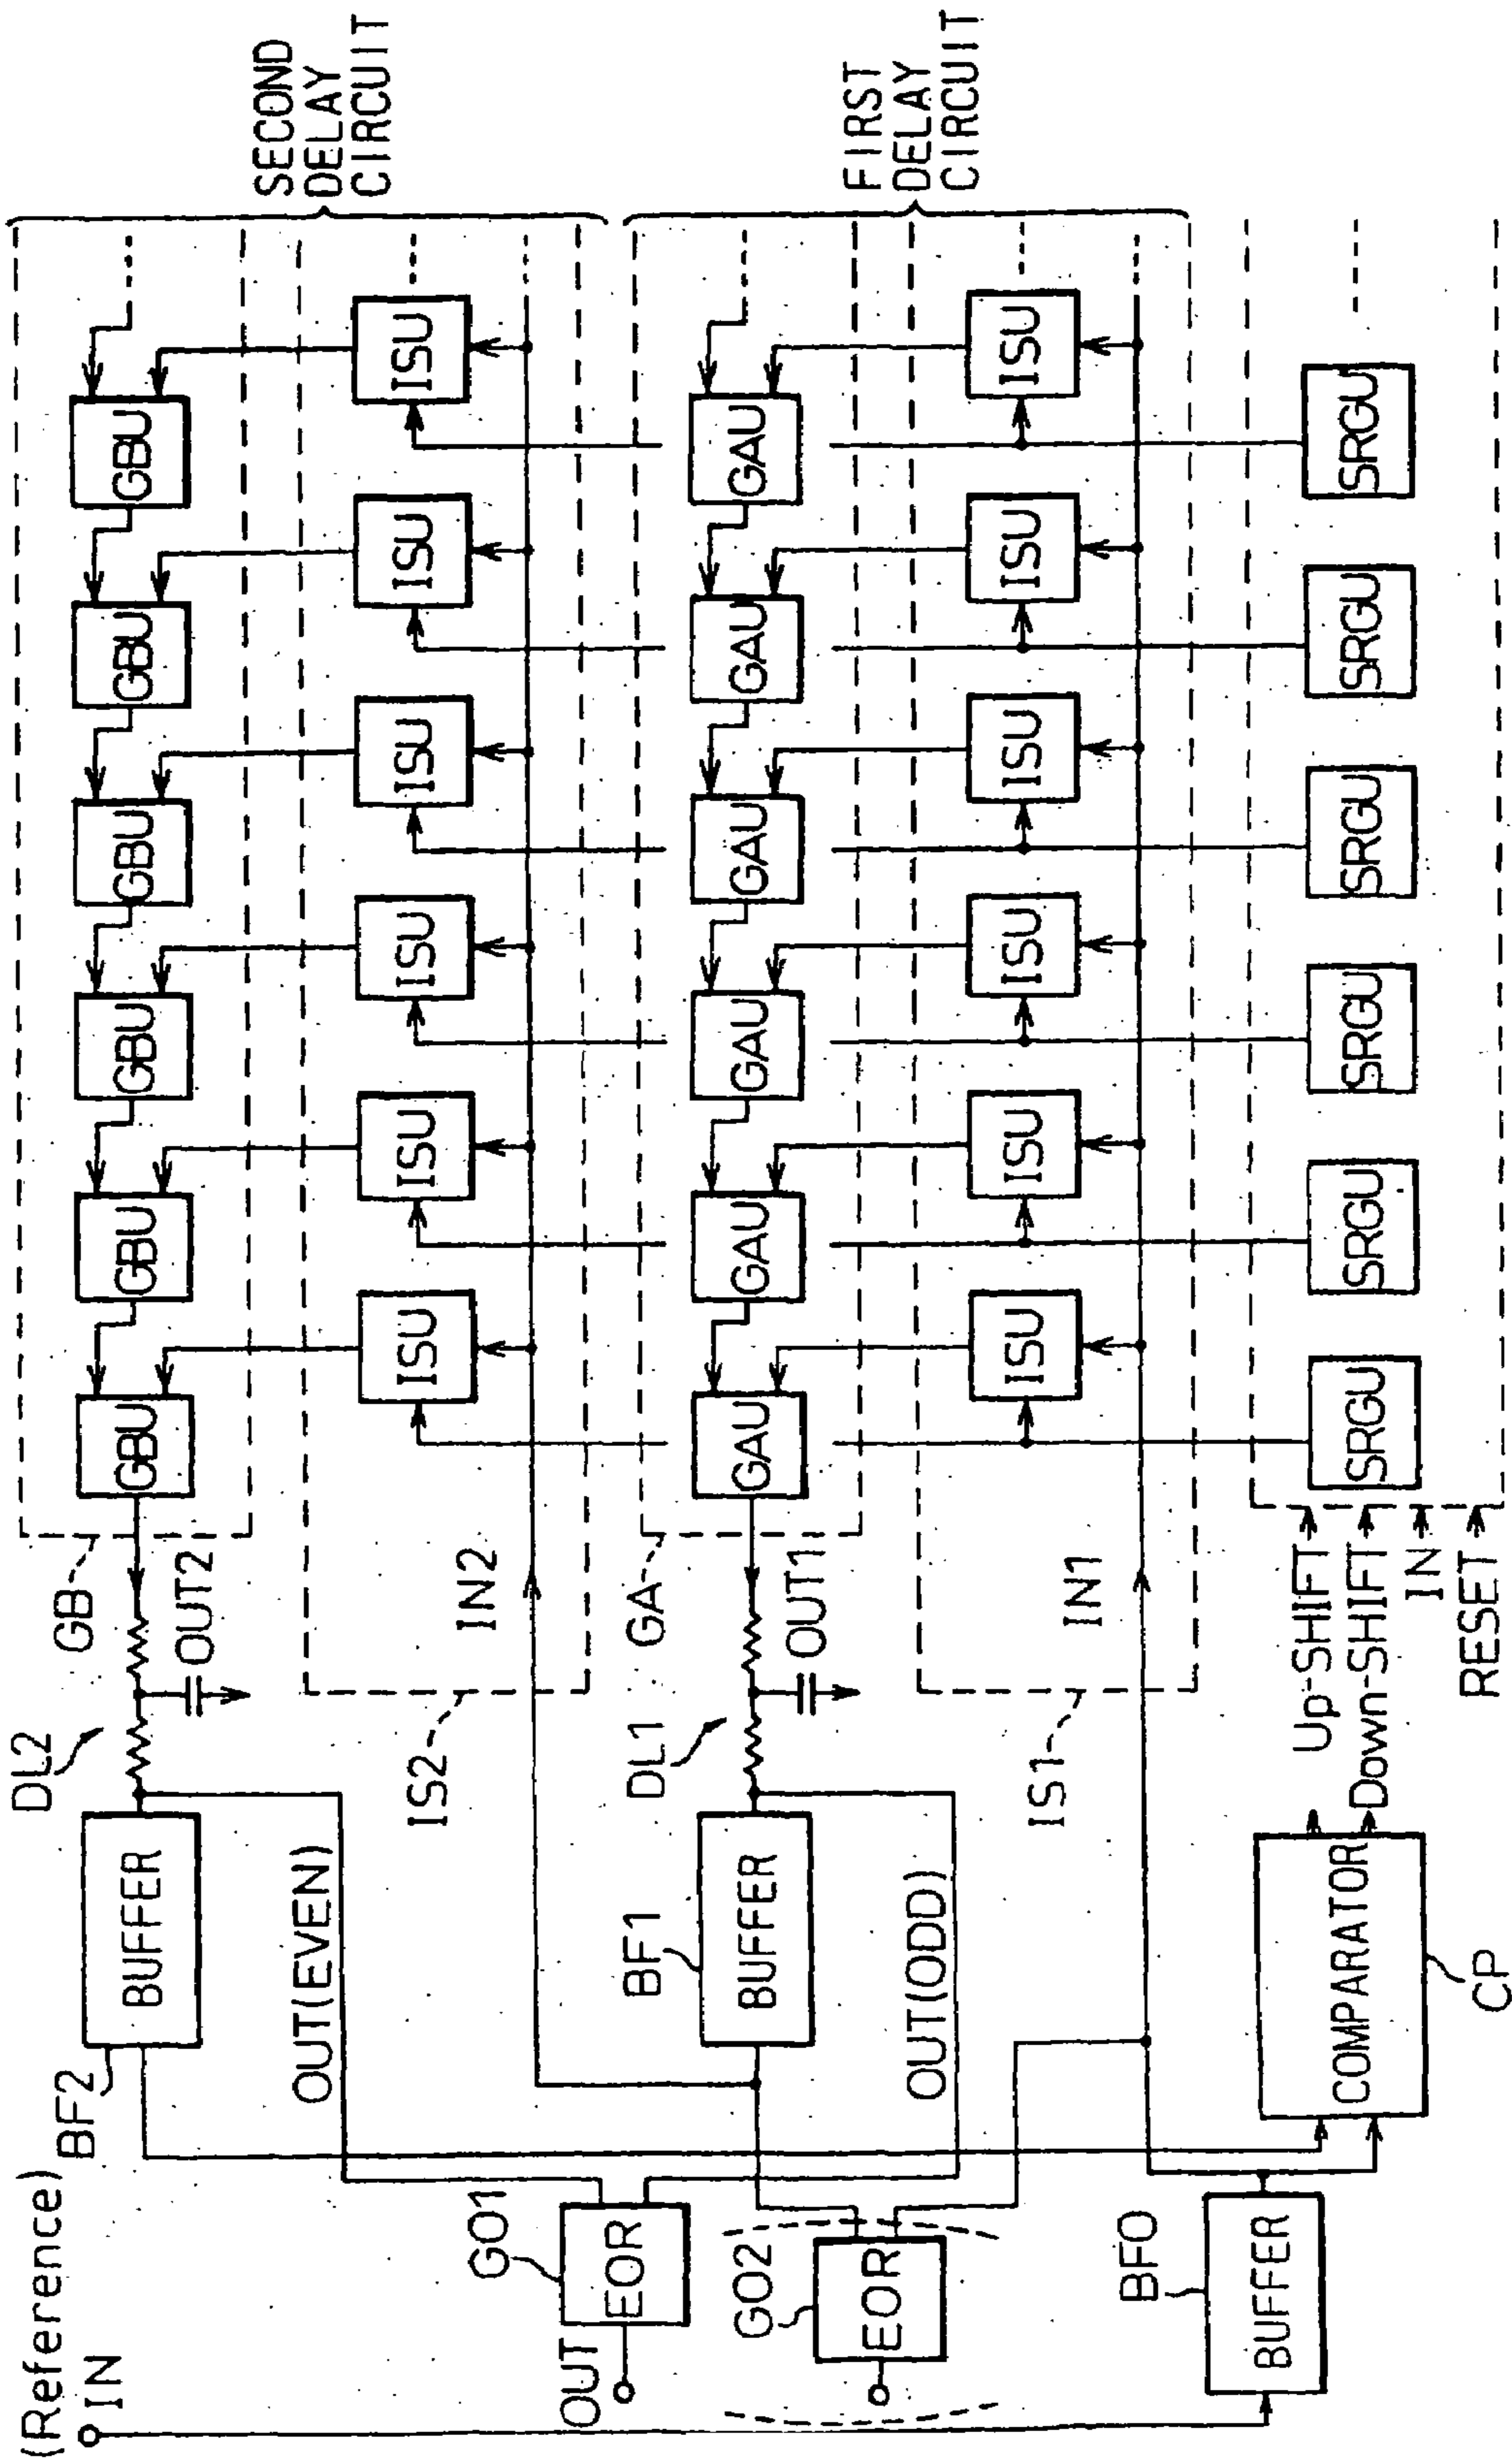 (Reference)
IN
BF2
BUFFER
DL2
OUT2
GB
GBU
GBU
GBU
GBU
GBU
GBU
SECOND
DELAY
CIRCUIT
OUT(EVEN)
IS2
IN2
ISU
ISU
ISU
ISU
ISU
ISU
GO1
EOR
OUT
BF1
BUFFER
DL1
OUT1
GA
GAU
GAU
GAU
GAU
GAU
GAU
FIRST
DELAY
CIRCUIT
GO2
EOR
OUT(ODD)
IS1
IN1
ISU
ISU
ISU
ISU
ISU
ISU
BF0
BUFFER
COMPARATOR
CP
Up-SHIFT
Down-SHIFT
IN
RESET
SRGU
SRGU
SRGU
SRGU
SRGU
SRGU